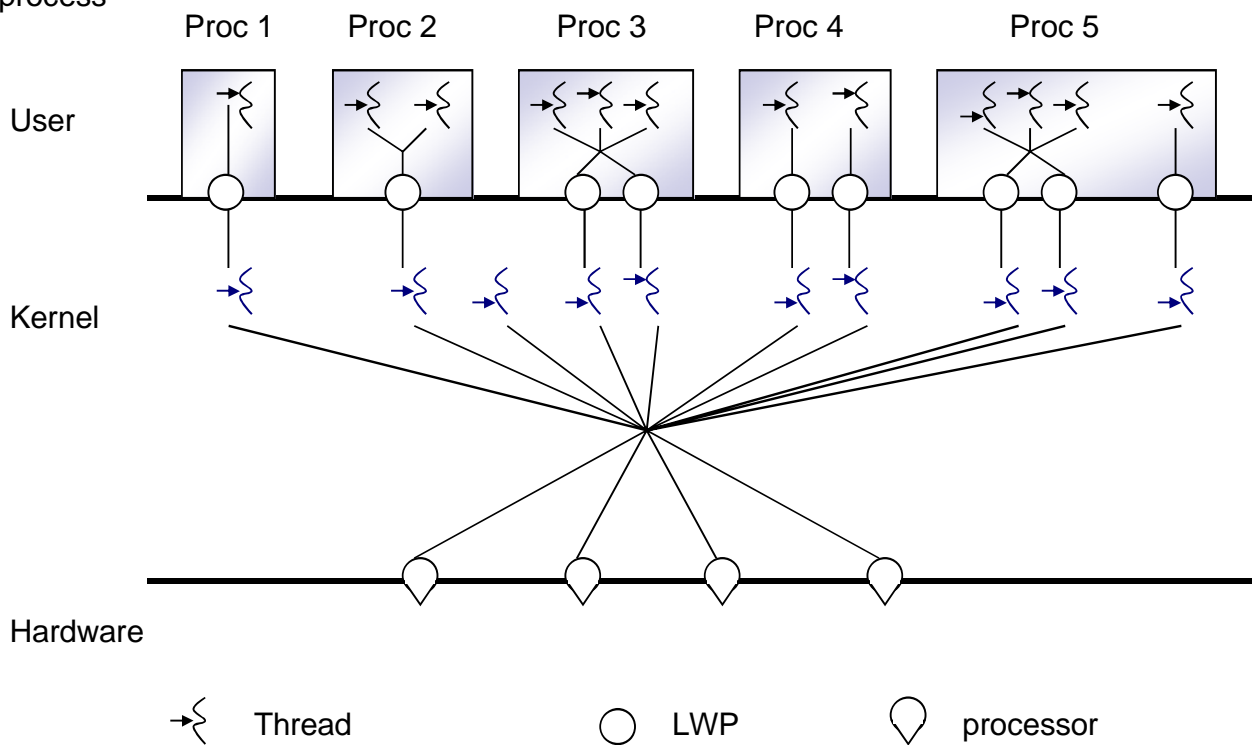 process
Proc 1 Proc 2 Proc 3 Proc 4 Proc 5
User
Kernel
Hardware
Thread LWP processor